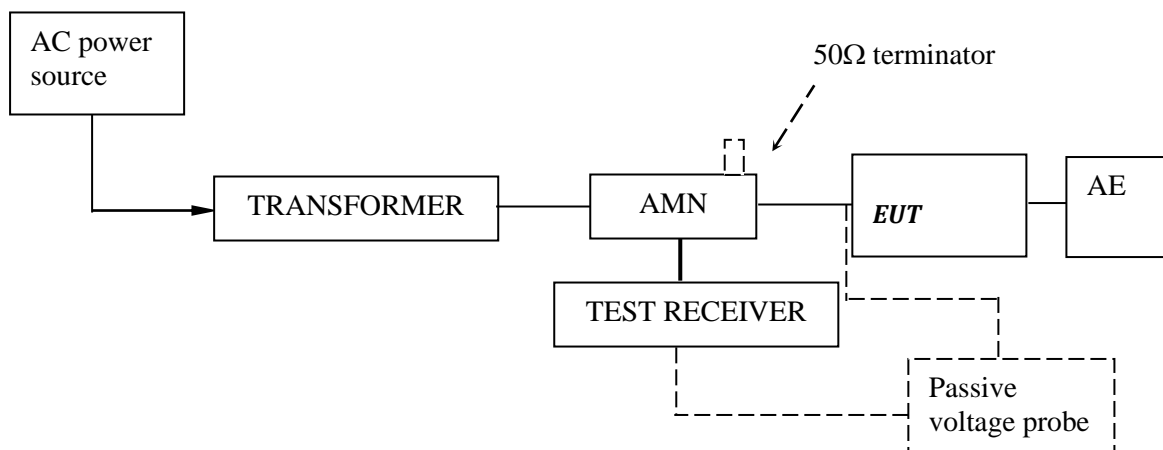 AC power
source
50Ω terminator
TRANSFORMER
AMN
EUT
AE
TEST RECEIVER
Passive
voltage probe